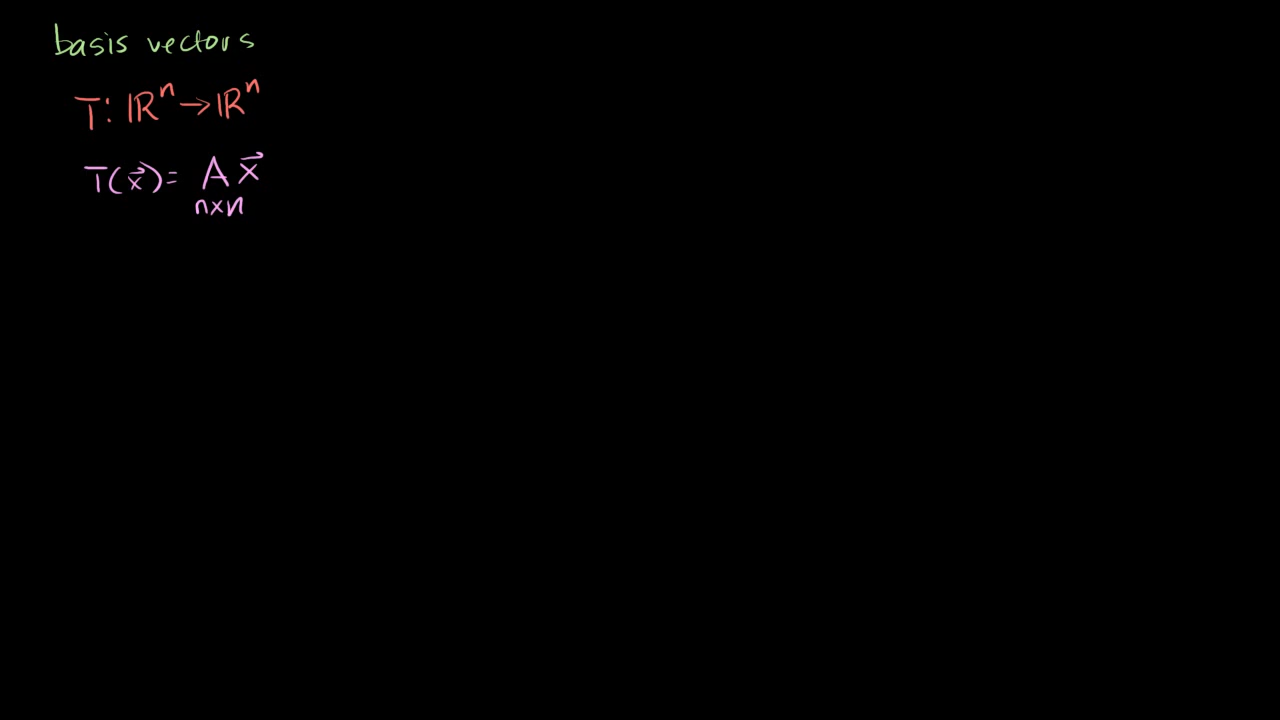 basis vectors
T: ℝⁿ → ℝⁿ
T(x⃗) = A x⃗
n×n